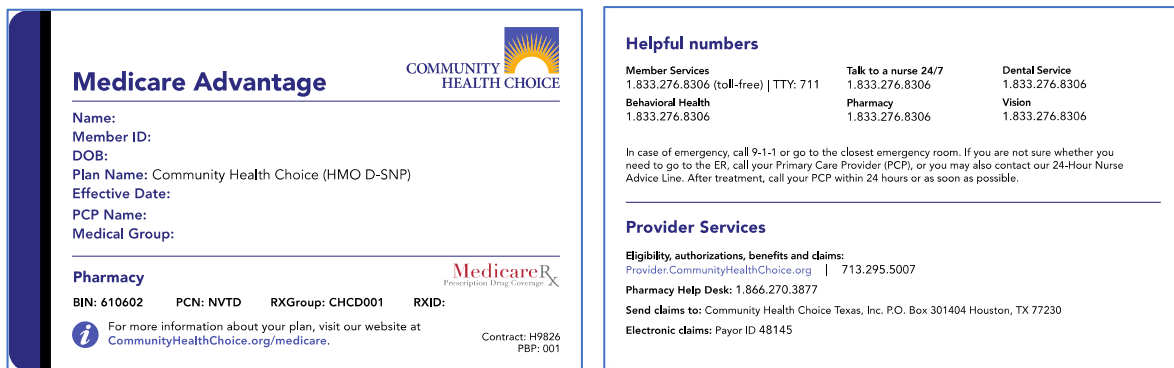 Medicare Advantage
COMMUNITY
HEALTH CHOICE
Name:
Member ID:
DOB:
Plan Name: Community Health Choice (HMO D-SNP)
Effective Date:
PCP Name:
Medical Group:
Pharmacy
MedicareRx
Prescription Drug Coverage
BIN: 610602 PCN: NVTD RXGroup: CHCD001 RXID:
i
For more information about your plan, visit our website at
CommunityHealthChoice.org/medicare.
Contract: H9826
PBP: 001
Helpful numbers
Member Services Talk to a nurse 24/7 Dental Service
1.833.276.8306 (toll-free) | TTY: 711 1.833.276.8306 1.833.276.8306
Behavioral Health Pharmacy Vision
1.833.276.8306 1.833.276.8306 1.833.276.8306
In case of emergency, call 9-1-1 or go to the closest emergency room. If you are not sure whether you
need to go to the ER, call your Primary Care Provider (PCP), or you may also contact our 24-Hour Nurse
Advice Line. After treatment, call your PCP within 24 hours or as soon as possible.
Provider Services
Eligibility, authorizations, benefits and claims:
Provider.CommunityHealthChoice.org | 713.295.5007
Pharmacy Help Desk: 1.866.270.3877
Send claims to: Community Health Choice Texas, Inc. P.O. Box 301404 Houston, TX 77230
Electronic claims: Payor ID 48145